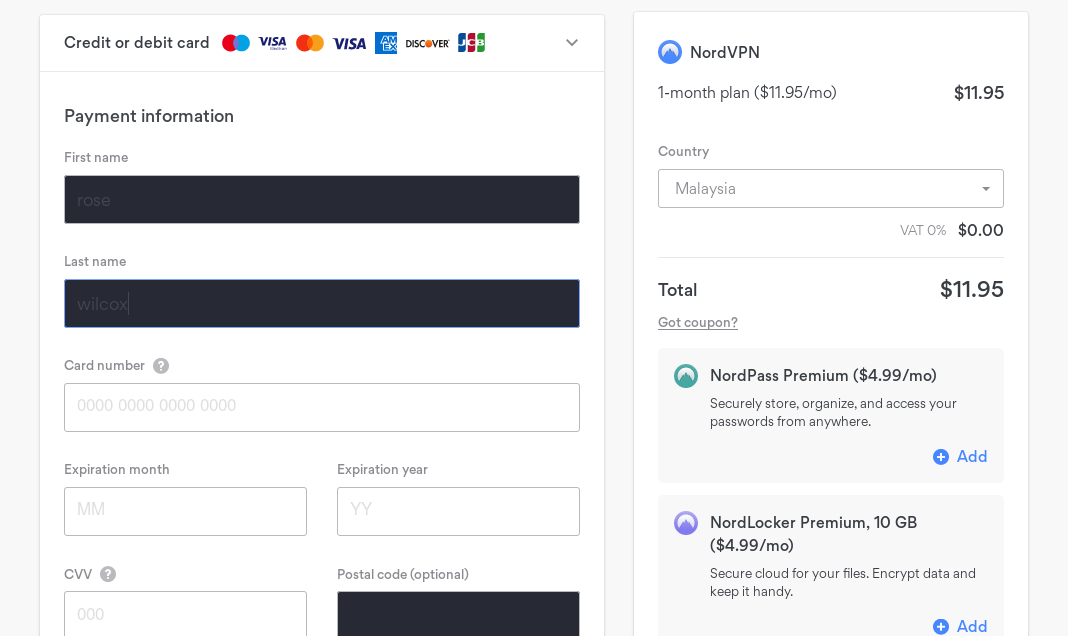 Credit or debit card VISA Electron VISA AM EX DISCOVER JCB
Payment information
First name
rose
Last name
wilcox
Card number ?
0000 0000 0000 0000
Expiration month Expiration year
MM YY
CVV ? Postal code (optional)
000
NordVPN
1-month plan ($11.95/mo) $11.95
Country
Malaysia
VAT 0% $0.00
Total $11.95
Got coupon?
NordPass Premium ($4.99/mo)
Securely store, organize, and access your
passwords from anywhere.
Add
NordLocker Premium, 10 GB
($4.99/mo)
Secure cloud for your files. Encrypt data and
keep it handy.
Add